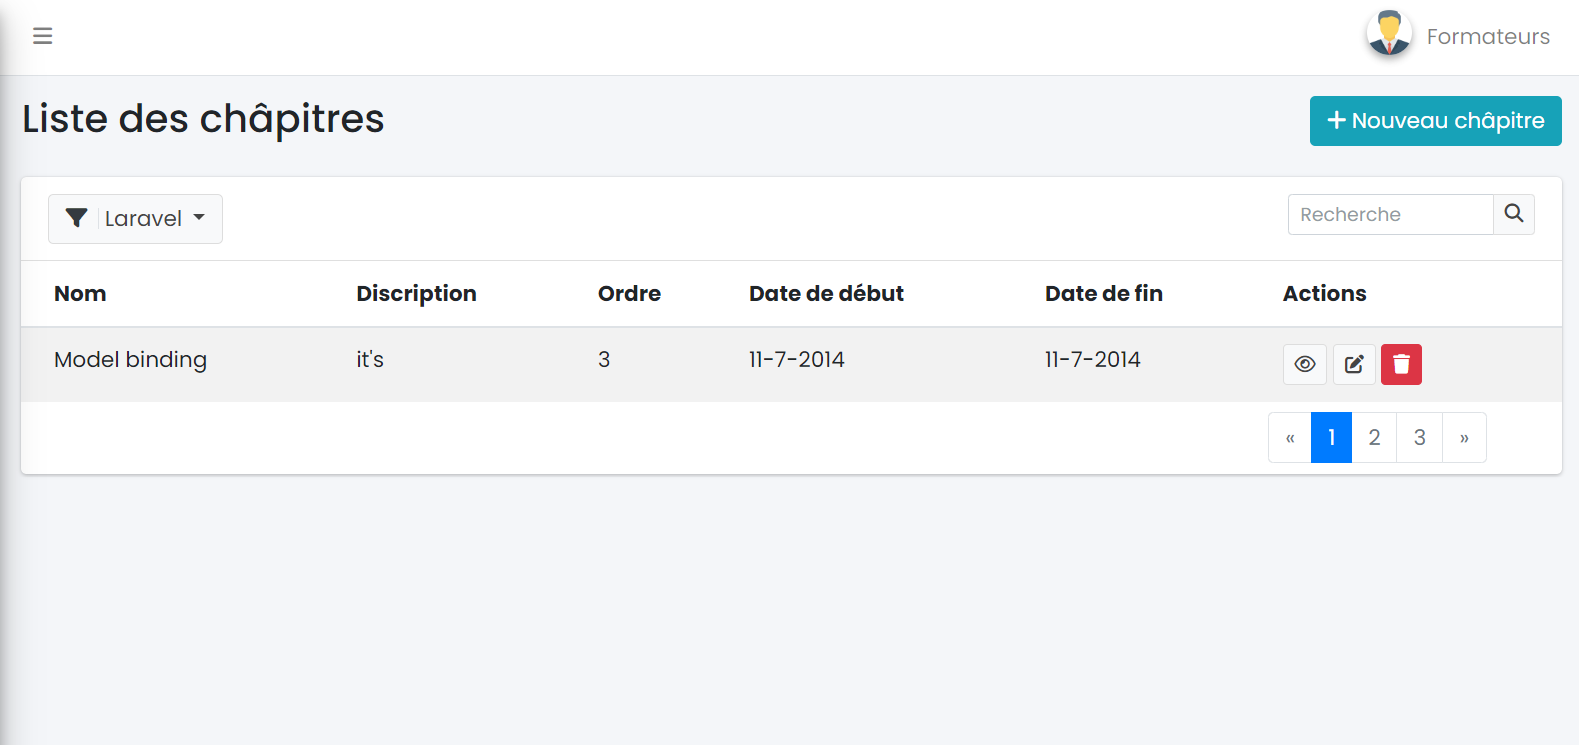 Formateurs
Liste des châpitres
Nouveau châpitre
Laravel
Recherche
Nom Discription Ordre Date de début Date de fin Actions
Model binding it's 3 11-7-2014 11-7-2014
« 1 2 3 »